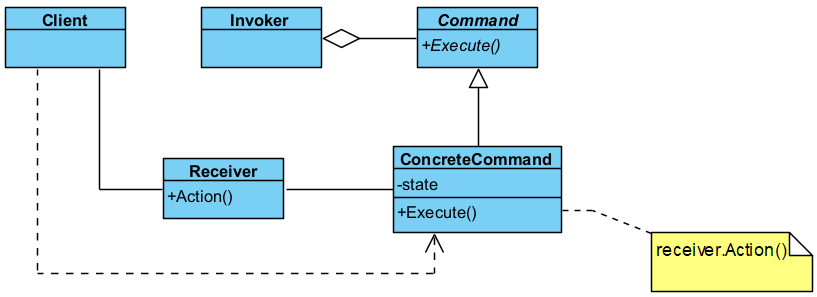 Client
Invoker
Command
+Execute()
Receiver
+Action()
ConcreteCommand
-state
+Execute()
receiver.Action()